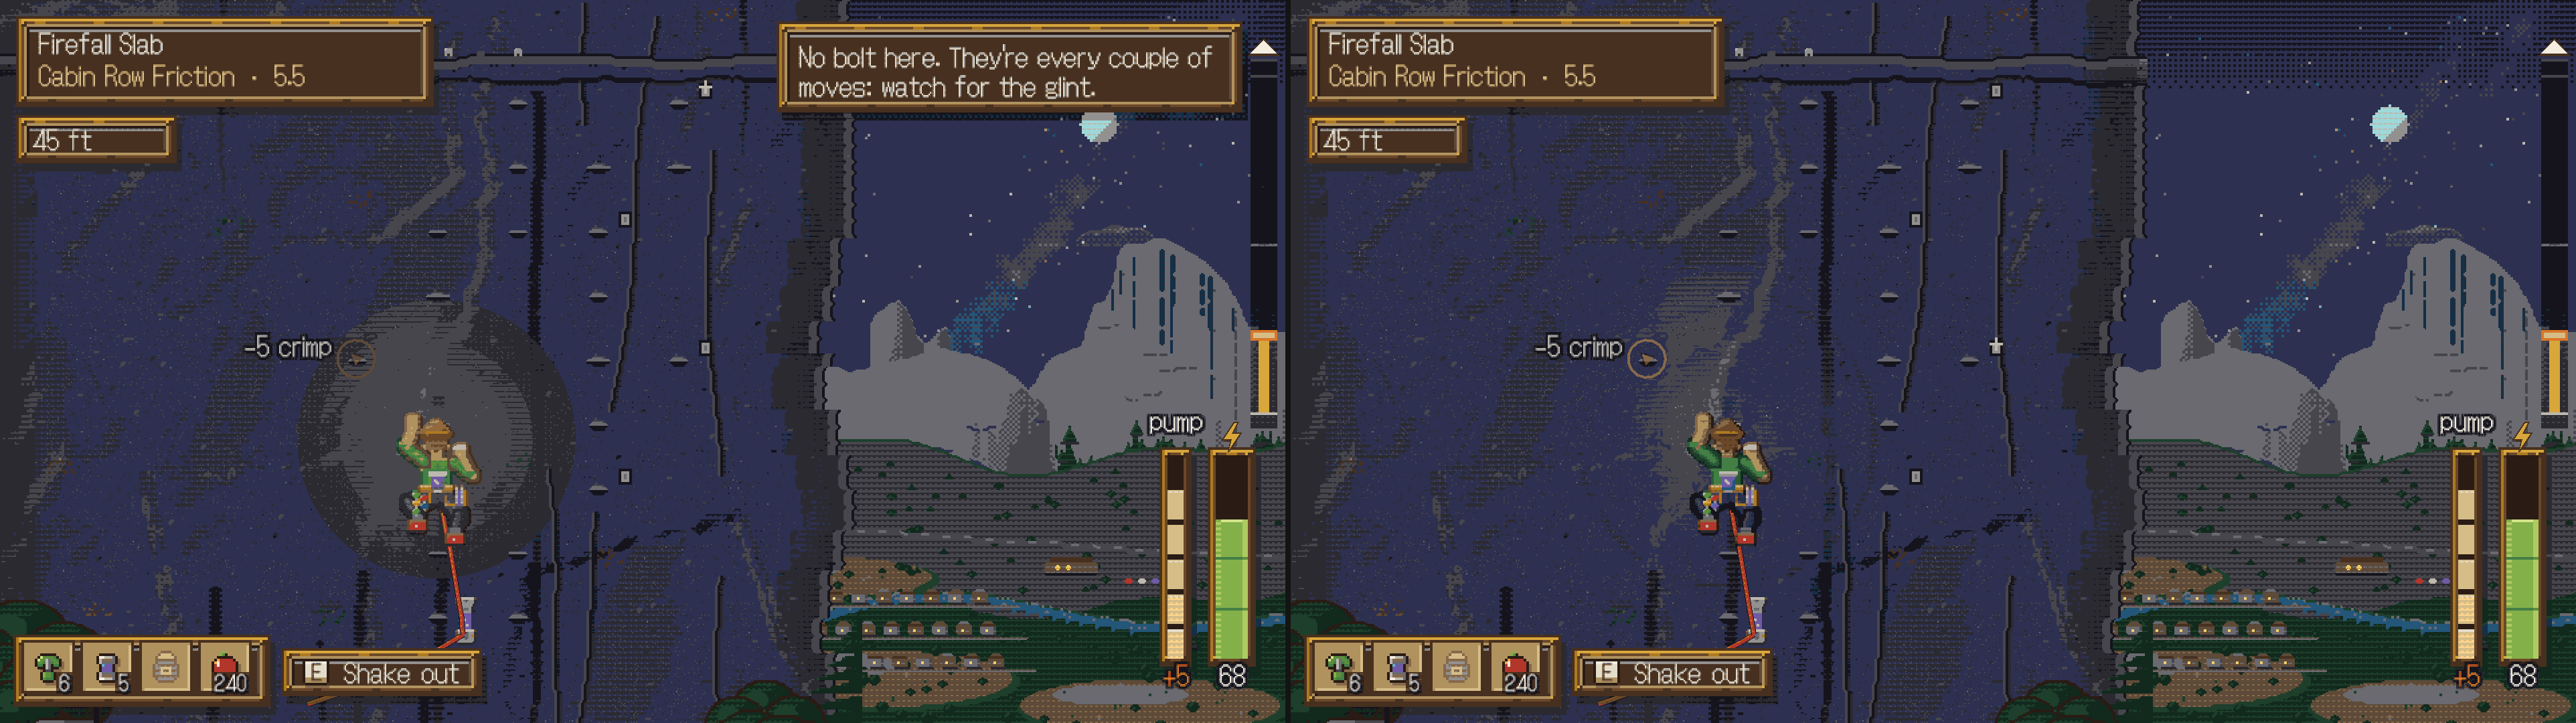 Firefall Slab
Cabin Row Friction · 5.5
45 ft
No bolt here. They're every couple of
moves: watch for the glint.
-5 crimp
pump
6
5
240
E Shake out
+5
68
Firefall Slab
Cabin Row Friction · 5.5
45 ft
-5 crimp
pump
6
5
240
E Shake out
+5
68